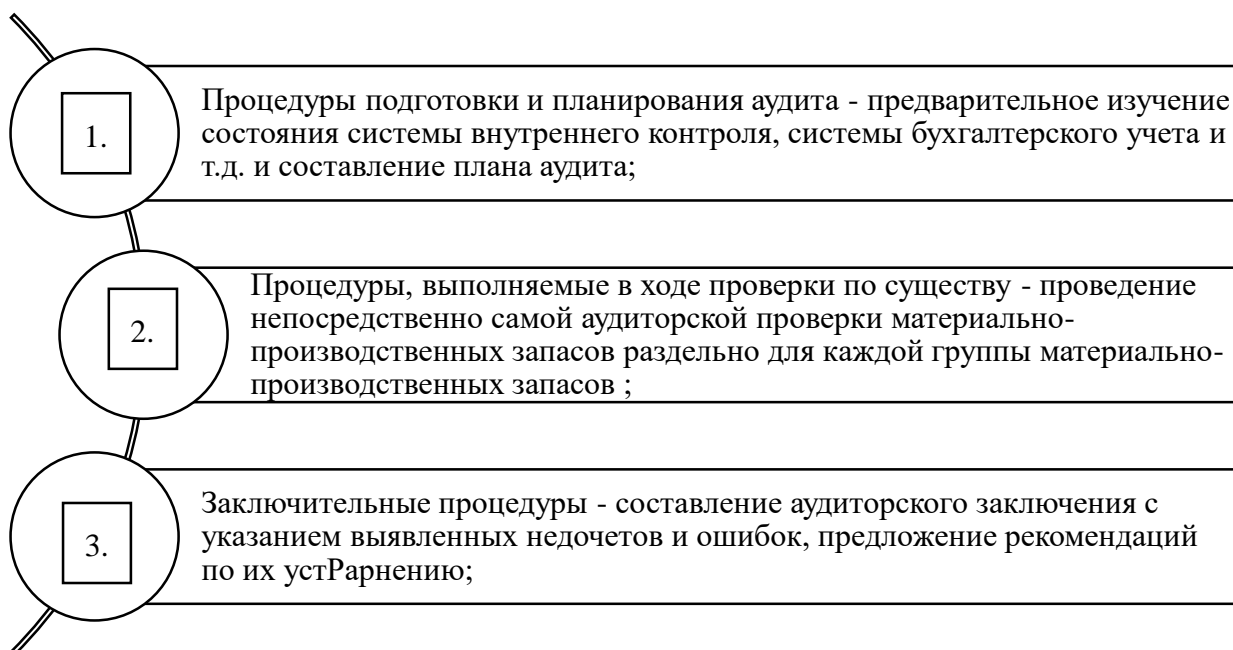 1.
Процедуры подготовки и планирования аудита - предварительное изучение
состояния системы внутреннего контроля, системы бухгалтерского учета и
т.д. и составление плана аудита;
2.
Процедуры, выполняемые в ходе проверки по существу - проведение
непосредственно самой аудиторской проверки материально-
производственных запасов раздельно для каждой группы материально-
производственных запасов ;
3.
Заключительные процедуры - составление аудиторского заключения с
указанием выявленных недочетов и ошибок, предложение рекомендаций
по их устРарнению;